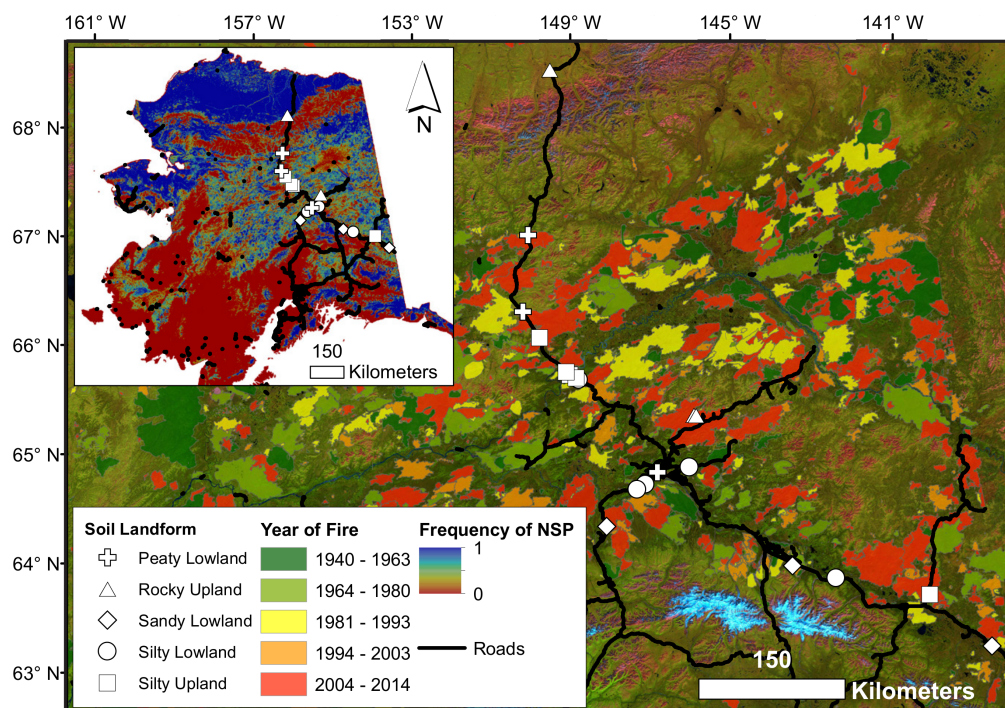 161° W 157° W 153° W 149° W 145° W 141° W
68° N
67° N
66° N
65° N
64° N
63° N
N
150
Kilometers
Soil Landform Year of Fire Frequency of NSP
Peaty Lowland 1940 - 1963 1
Rocky Upland 1964 - 1980 0
Sandy Lowland 1981 - 1993
Silty Lowland 1994 - 2003 Roads
Silty Upland 2004 - 2014
150
Kilometers